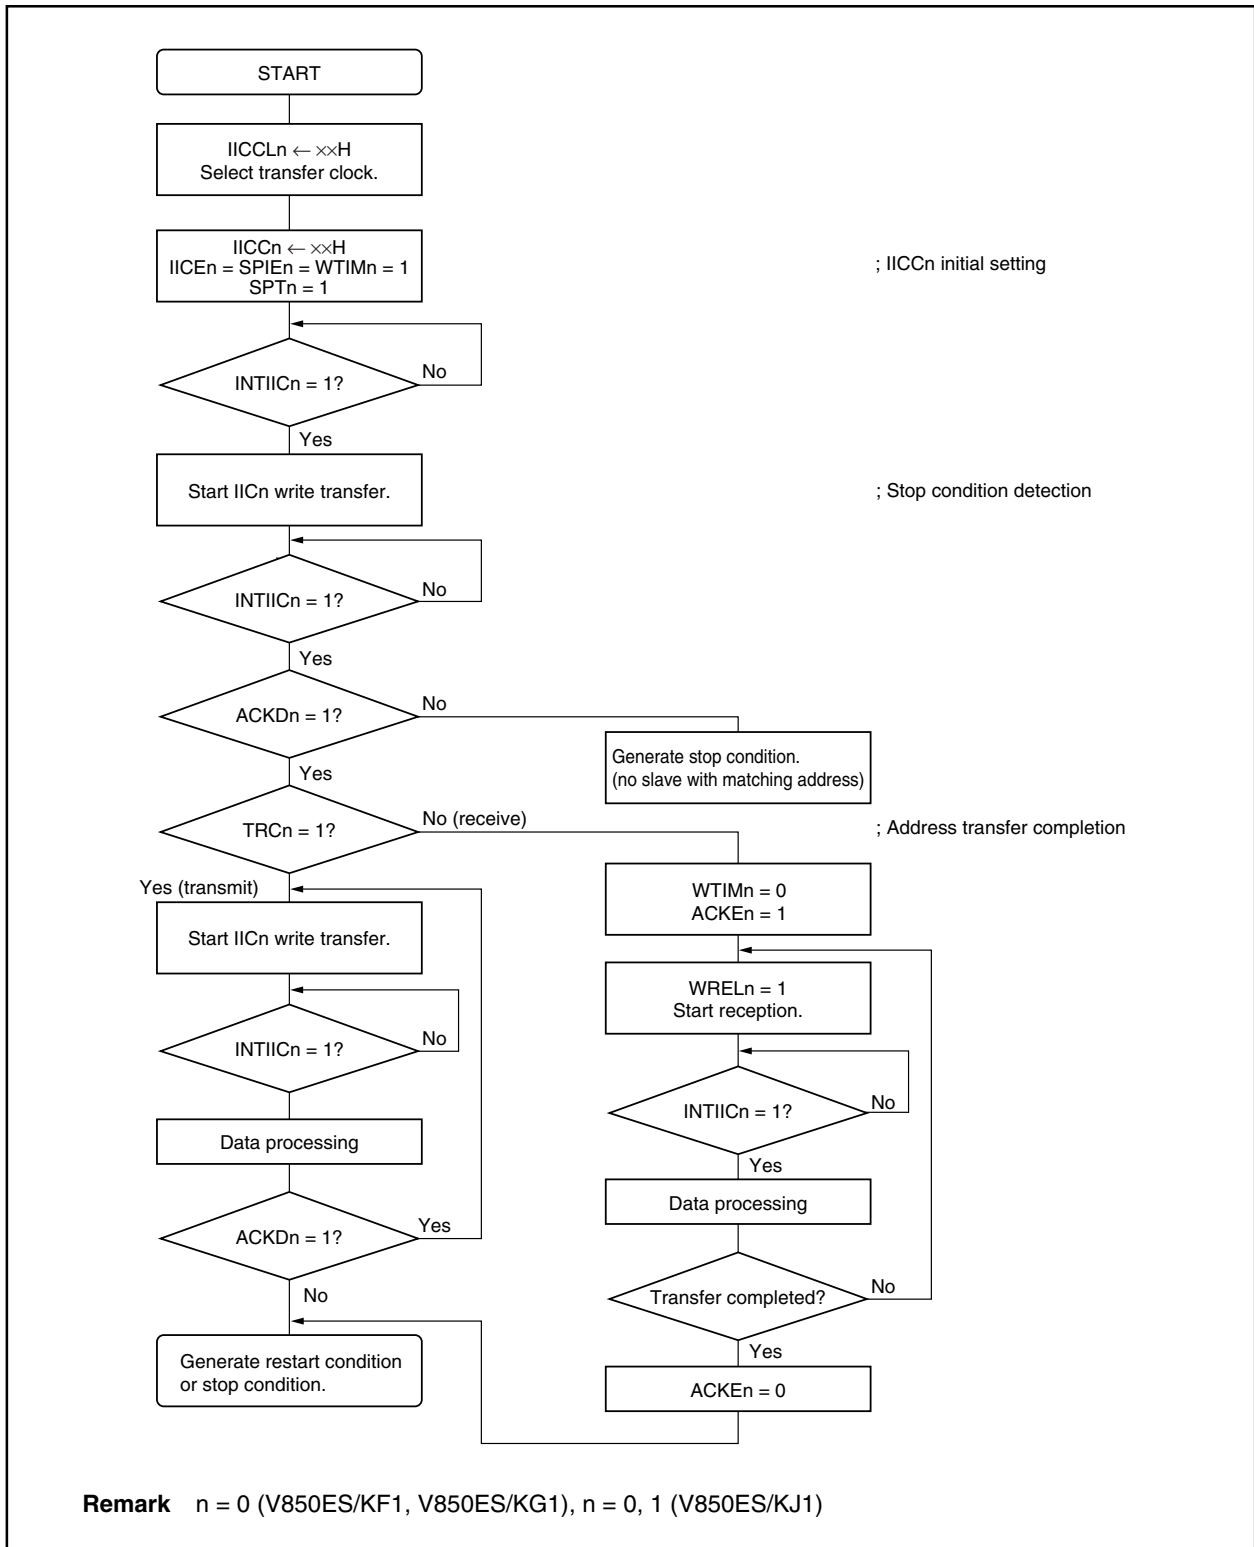 START
IICCLn ← ××H
Select transfer clock.
IICCn ← ××H
IICEn = SPIEn = WTIMn = 1
SPTn = 1
; IICCn initial setting
INTIICn = 1?
No
Yes
Start IICn write transfer.
; Stop condition detection
INTIICn = 1?
No
Yes
ACKDn = 1?
No
Generate stop condition.
(no slave with matching address)
Yes
TRCn = 1?
No (receive)
; Address transfer completion
Yes (transmit)
Start IICn write transfer.
INTIICn = 1?
No
Data processing
ACKDn = 1?
Yes
No
WTIMn = 0
ACKEn = 1
WRELn = 1
Start reception.
INTIICn = 1?
No
Yes
Data processing
Transfer completed?
No
Yes
ACKEn = 0
Generate restart condition
or stop condition.
Remark n = 0 (V850ES/KF1, V850ES/KG1), n = 0, 1 (V850ES/KJ1)